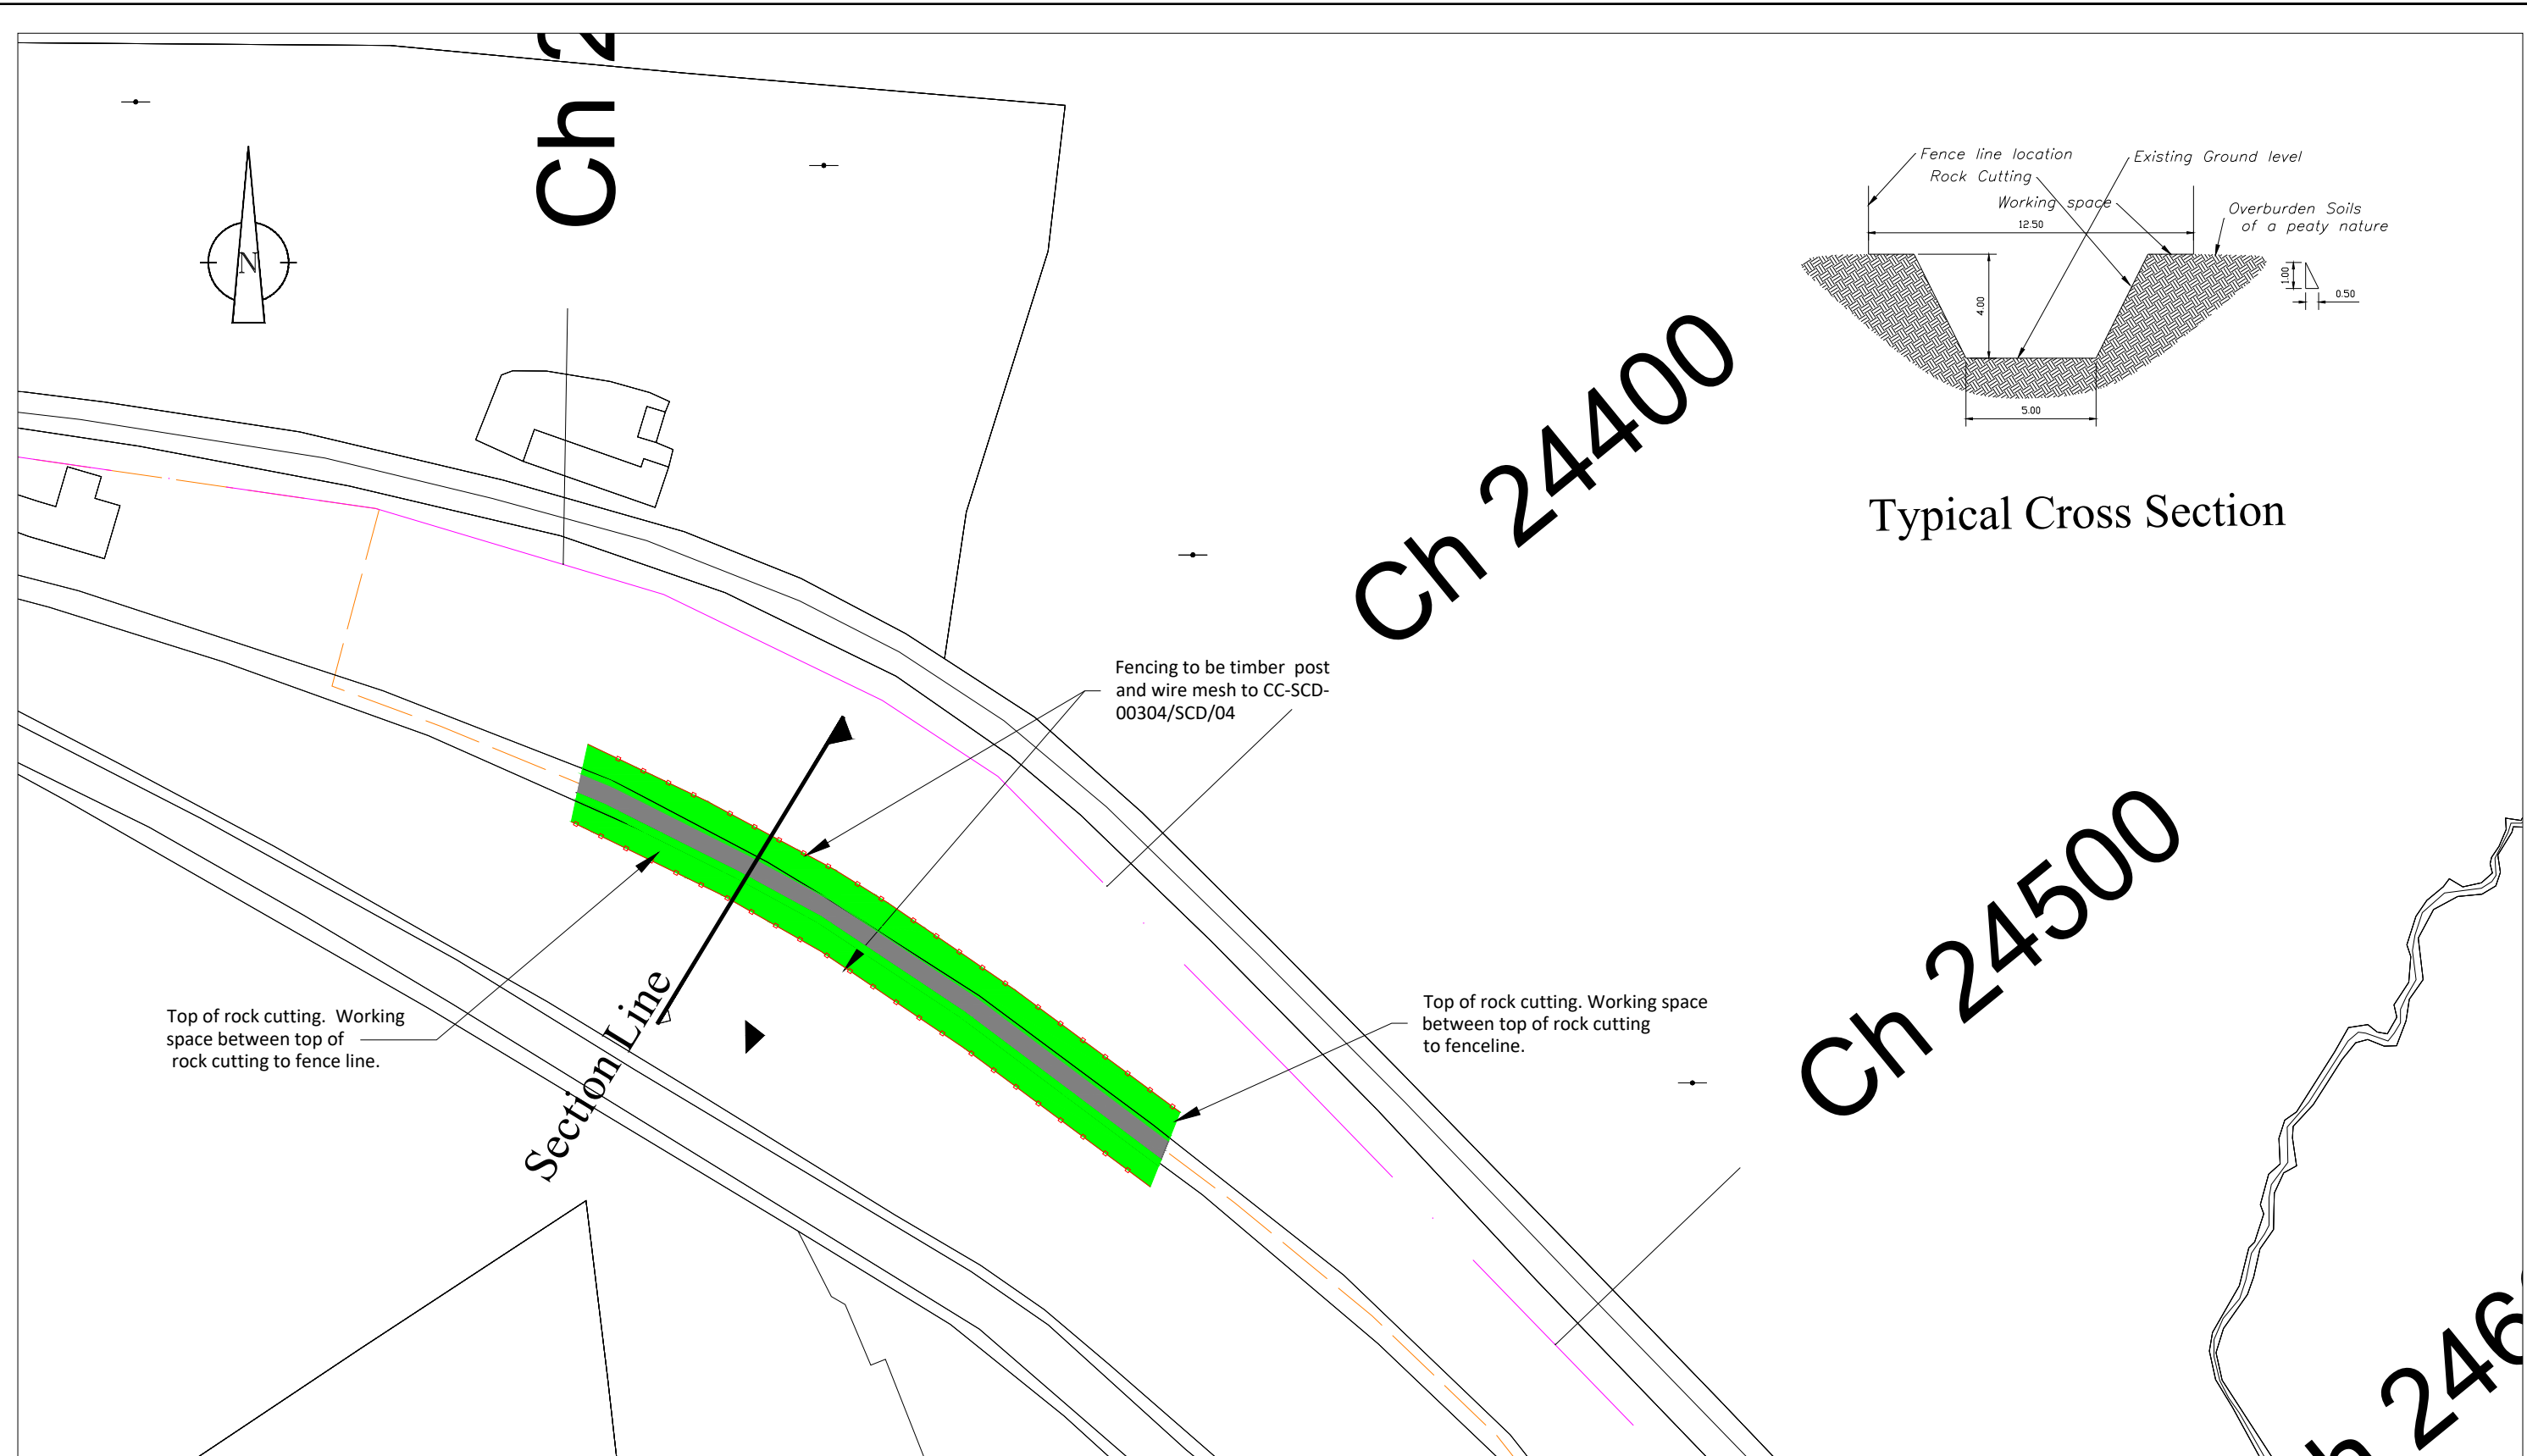 Ch 2
N
Fence line location
Rock Cutting
Working space
Existing Ground level
Overburden Soils
of a peaty nature
12.50
4.00
5.00
1.00
0.50
Typical Cross Section
Ch 24400
Fencing to be timber post
and wire mesh to CC-SCD-
00304/SCD/04
Ch 24500
Top of rock cutting. Working
space between top of
rock cutting to fence line.
Section Line
Top of rock cutting. Working space
between top of rock cutting
to fenceline.
h 246